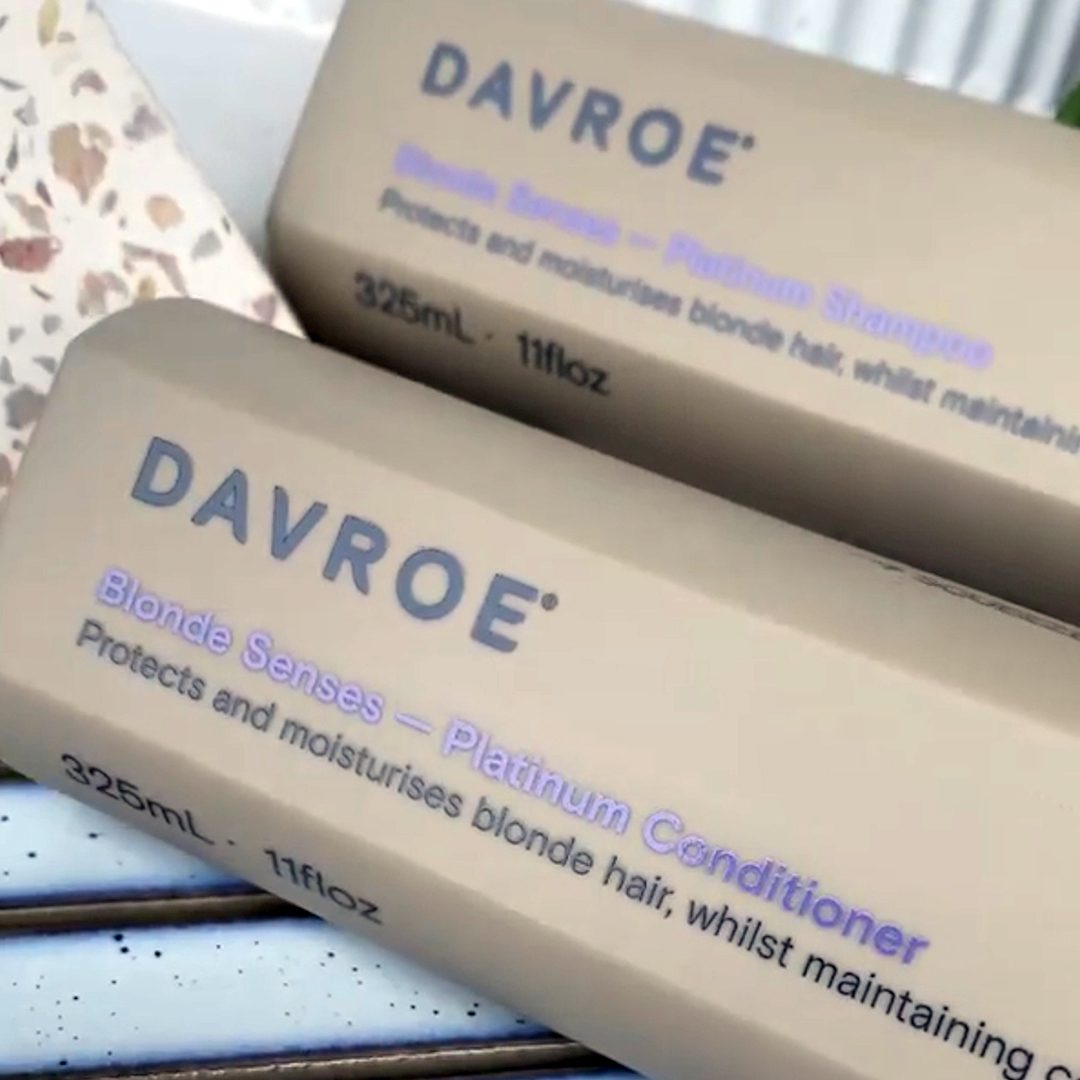 DAVROE®
Blonde Senses — Platinum Shampoo
Protects and moisturises blonde hair, whilst
325mL · 11floz
DAVROE®
Blonde Senses — Platinum Conditioner
Protects and moisturises blonde hair, whilst maintaining
325mL · 11floz